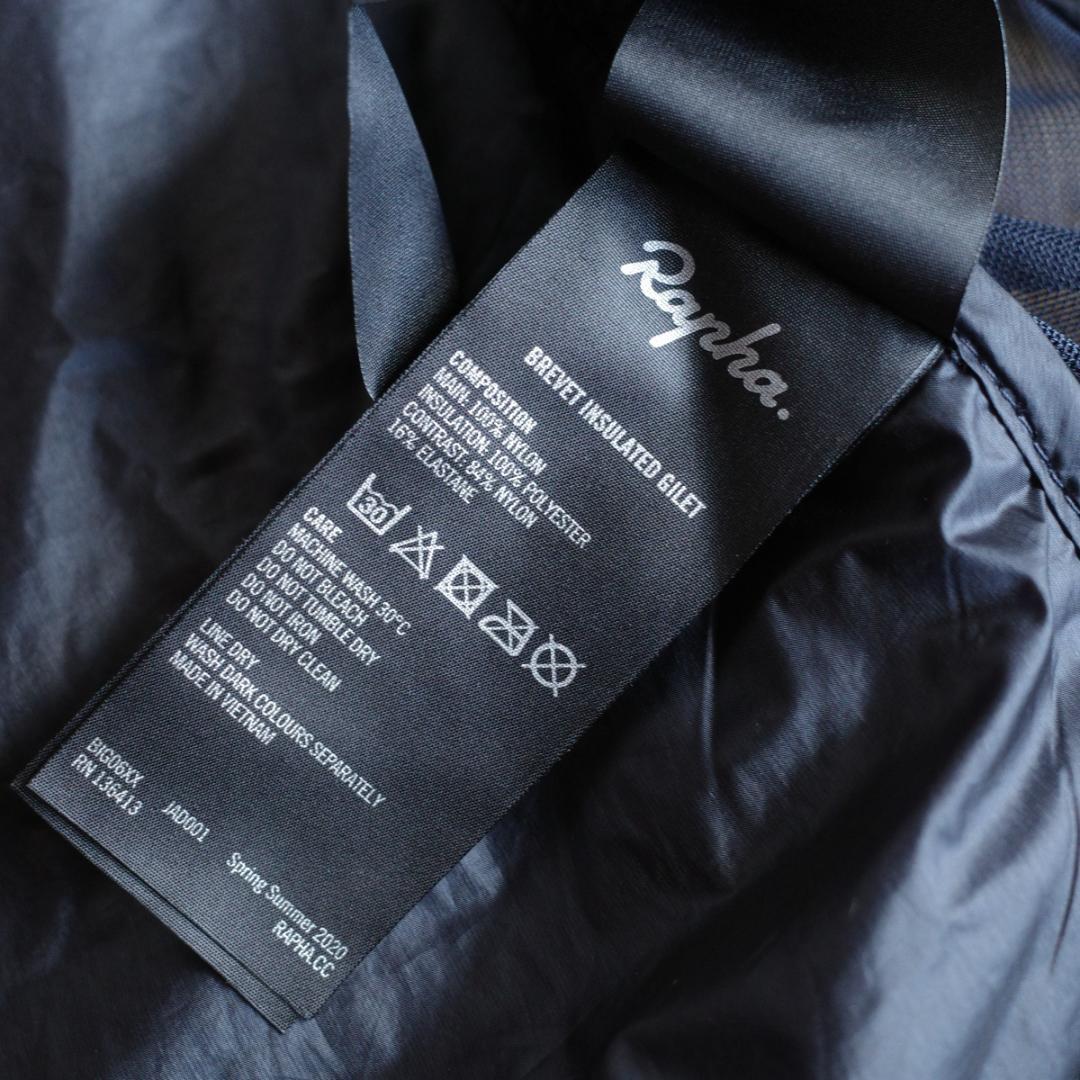 Rapha.
BREVET INSULATED GILET
COMPOSITION
MAIN: 100% NYLON
INSULATION: 100% POLYESTER
CONTRAST: 84% NYLON
16% ELASTANE
30
CARE
MACHINE WASH 30°C
DO NOT BLEACH
DO NOT TUMBLE DRY
DO NOT IRON
DO NOT DRY CLEAN
LINE DRY
WASH DARK COLOURS SEPARATELY
MADE IN VIETNAM
BIG06XX JAD001 Spring Summer 2020
RN 136413 RAPHA.CC